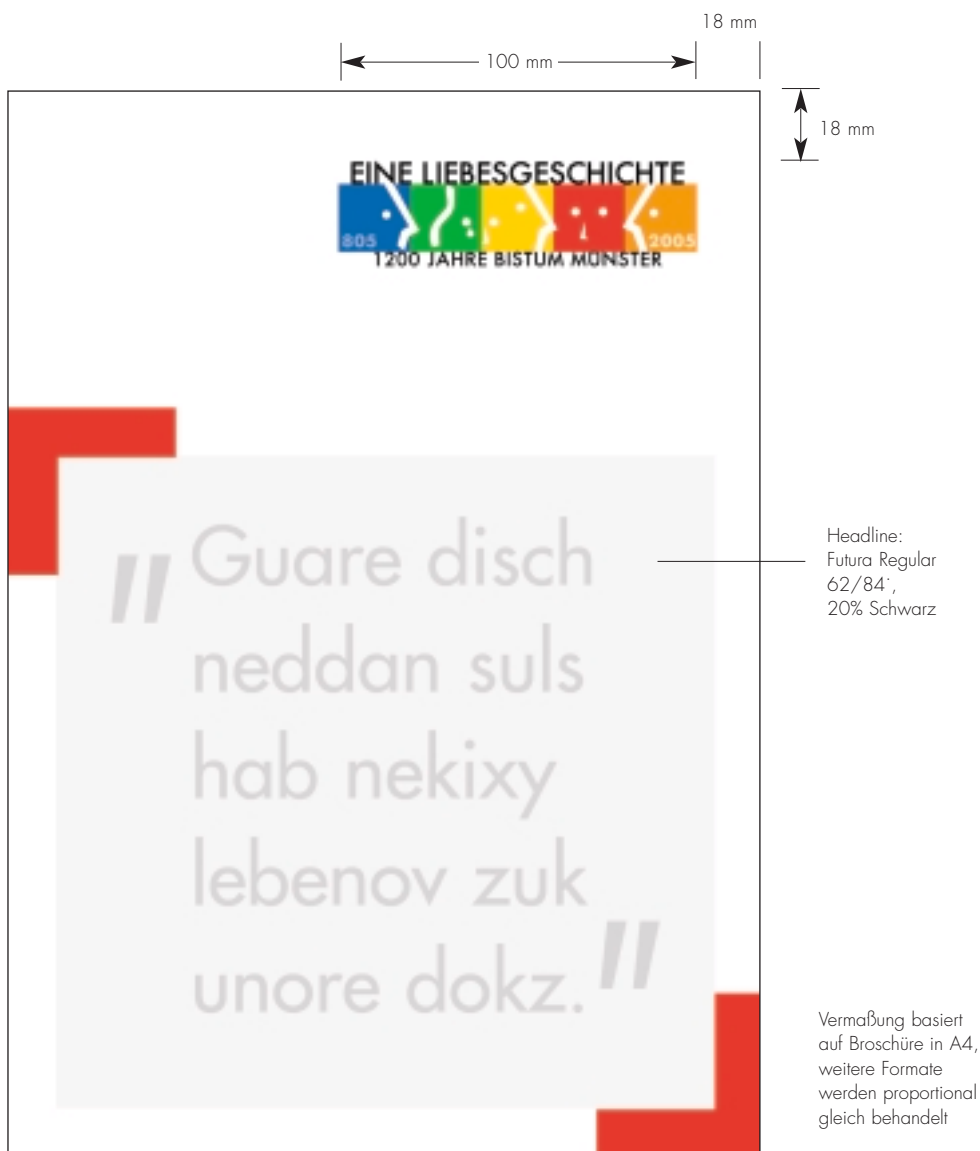 18 mm
100 mm
18 mm
EINE LIEBESGESCHICHTE
805
2005
1200 JAHRE BISTUM MÜNSTER
" Guare disch
neddan suls
hab nekixy
lebenov zuk
unore dokz. "
Headline:
Futura Regular
62/84˙,
20% Schwarz
Vermaßung basiert
auf Broschüre in A4,
weitere Formate
werden proportional
gleich behandelt